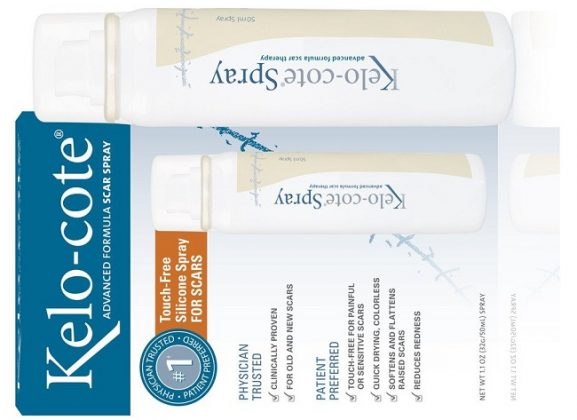 50ml Spray
Kelo-cote® Spray
advanced formula scar therapy
Kelo-cote®
ADVANCED FORMULA SCAR SPRAY
50ml Spray
Kelo-cote® Spray
advanced formula scar therapy
Touch-Free
Silicone Spray
FOR SCARS
PHYSICIAN TRUSTED • PATIENT PREFERRED •
#1
PHYSICIAN
TRUSTED
CLINICALLY PROVEN
FOR OLD AND NEW SCARS
PATIENT
PREFERRED
TOUCH-FREE FOR PAINFUL
OR SENSITIVE SCARS
QUICK DRYING, COLORLESS
SOFTENS AND FLATTENS
RAISED SCARS
REDUCES REDNESS
NET WT 1.1 OZ (32g/50mL) SPRAY